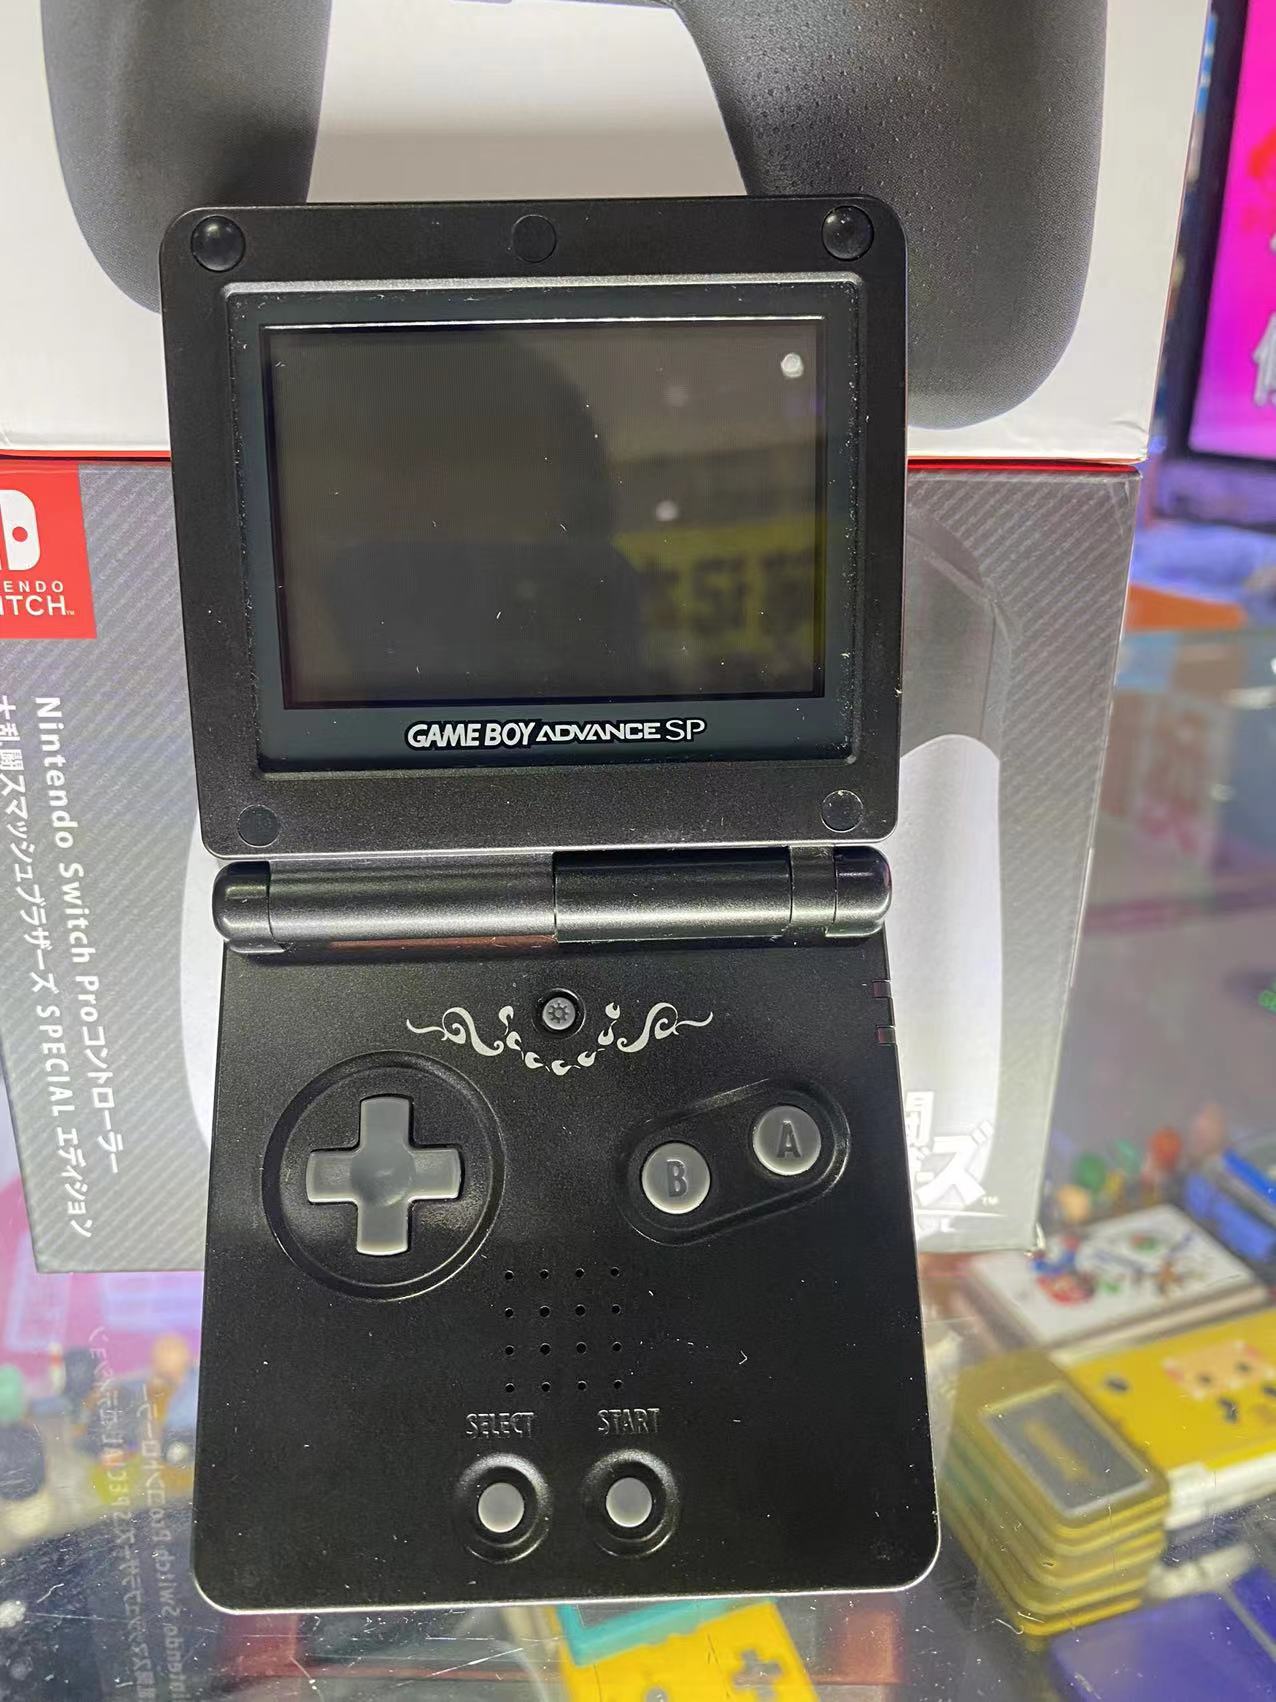 ENDO
ITCH™
Nintendo Switch Proコントローラー
大乱闘スマッシュブラザーズ SPECIAL エディション
GAME BOY ADVANCE SP
B
A
SELECT
START